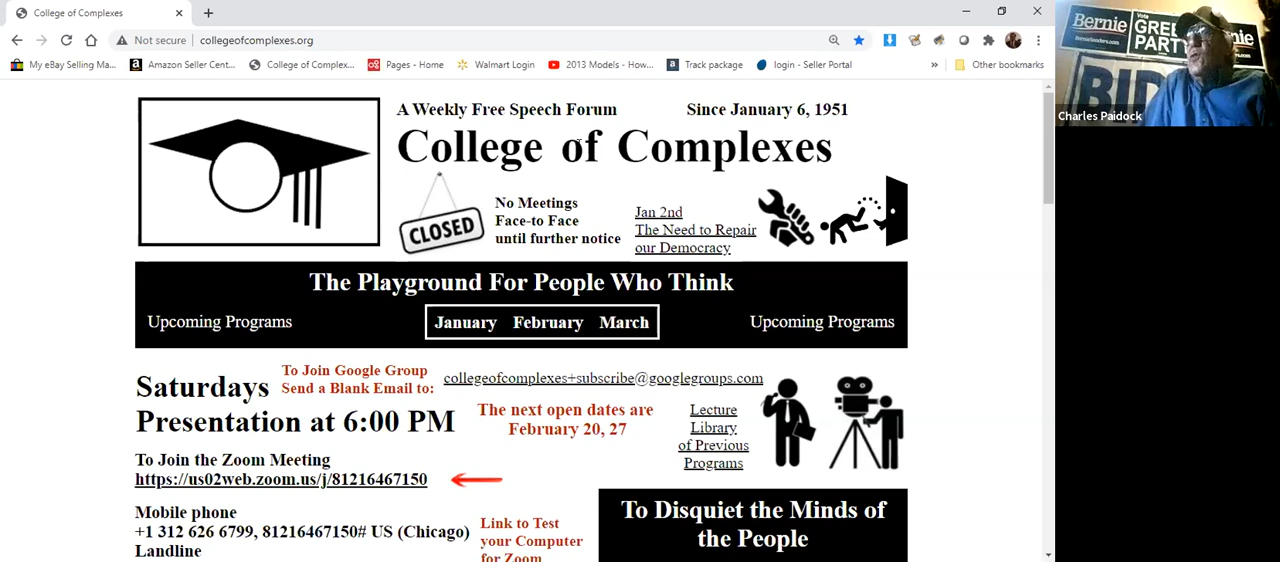 College of Complexes
Not secure
collegeofcomplexes.org
My eBay Selling Ma...
Amazon Seller Cent...
College of Complex...
Pages - Home
Walmart Login
2013 Models - How...
Track package
login - Seller Portal
Other bookmarks
A Weekly Free Speech Forum
Since January 6, 1951
College of Complexes
CLOSED
No Meetings
Face-to Face
until further notice
Jan 2nd
The Need to Repair
our Democracy
The Playground For People Who Think
Upcoming Programs
January February March
Upcoming Programs
Saturdays
Presentation at 6:00 PM
To Join Google Group
Send a Blank Email to:
collegeofcomplexes+subscribe@googlegroups.com
The next open dates are
February 20, 27
Lecture
Library
of Previous
Programs
To Join the Zoom Meeting
https://us02web.zoom.us/j/81216467150
Mobile phone
+1 312 626 6799, 81216467150# US (Chicago)
Landline
Link to Test
your Computer
for Zoom
To Disquiet the Minds of
the People
Bernie
Vote
GREE
PARTY
nie
BID
Charles Paidock